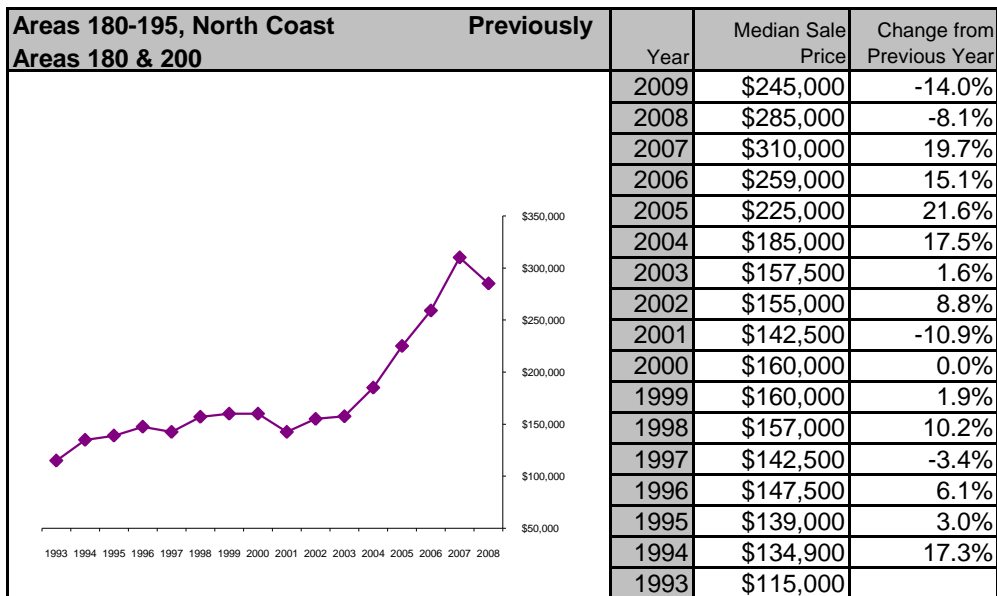 Areas 180-195, North Coast Previously
Areas 180 & 200
Year Median Sale Price Change from Previous Year
2009 $245,000 -14.0%
2008 $285,000 -8.1%
2007 $310,000 19.7%
2006 $259,000 15.1%
2005 $225,000 21.6%
2004 $185,000 17.5%
2003 $157,500 1.6%
2002 $155,000 8.8%
2001 $142,500 -10.9%
2000 $160,000 0.0%
1999 $160,000 1.9%
1998 $157,000 10.2%
1997 $142,500 -3.4%
1996 $147,500 6.1%
1995 $139,000 3.0%
1994 $134,900 17.3%
1993 $115,000
$350,000
$300,000
$250,000
$200,000
$150,000
$100,000
$50,000
1993 1994 1995 1996 1997 1998 1999 2000 2001 2002 2003 2004 2005 2006 2007 2008